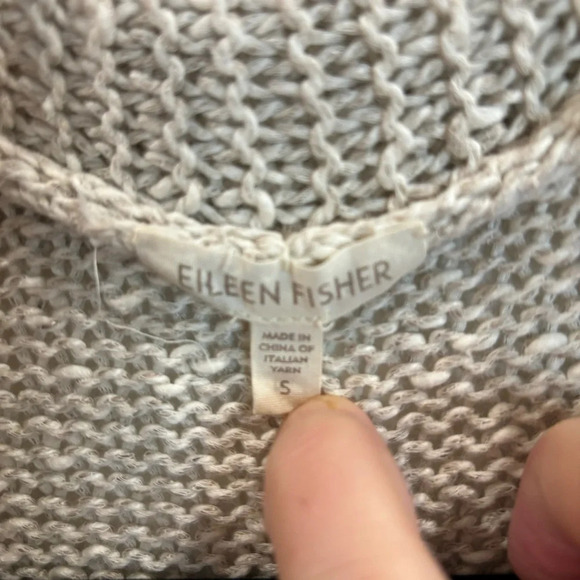 EILEEN FISHER
MADE IN
CHINA OF
ITALIAN
YARN
S